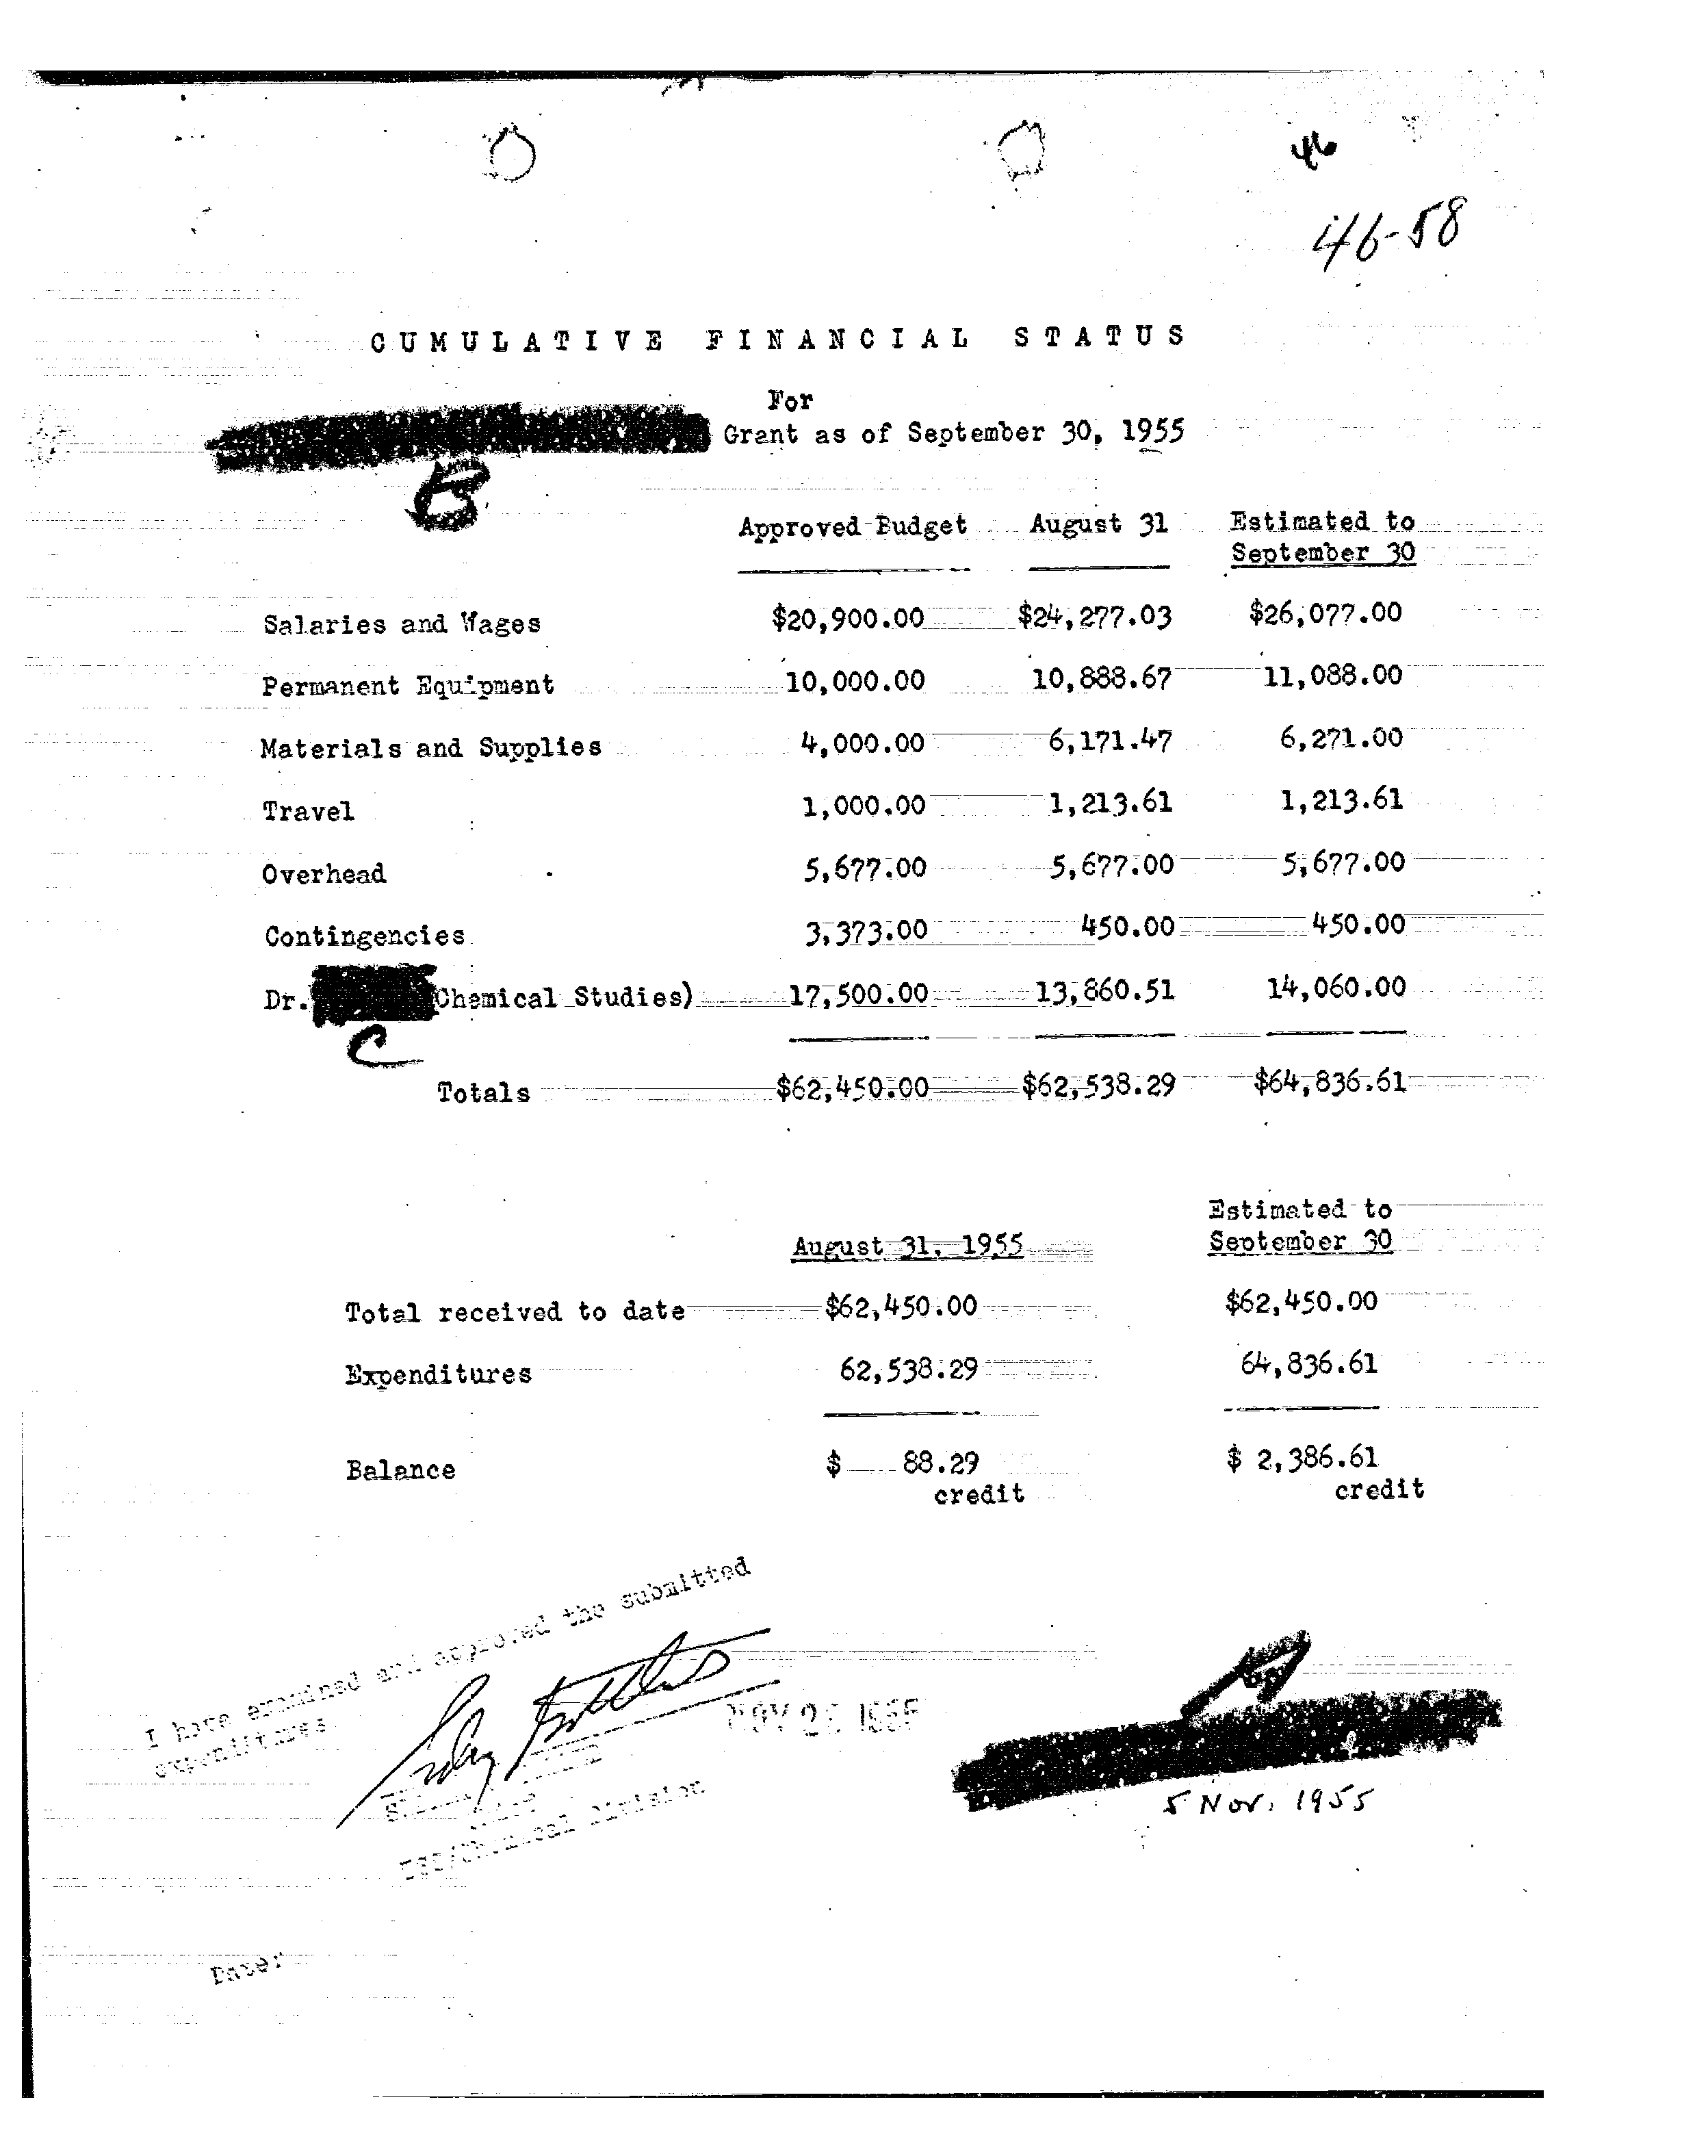 46
46-58
CUMULATIVE FINANCIAL STATUS
For
Grant as of September 30, 1955
B
Approved Budget August 31 Estimated to
September 30
Salaries and Wages $20,900.00 $24,277.03 $26,077.00
Permanent Equipment 10,000.00 10,888.67 11,088.00
Materials and Supplies 4,000.00 6,171.47 6,271.00
Travel 1,000.00 1,213.61 1,213.61
Overhead 5,677.00 5,677.00 5,677.00
Contingencies 3,373.00 450.00 450.00
Dr. Chemical Studies) 17,500.00 13,860.51 14,060.00
C
Totals $62,450.00 $62,538.29 $64,836.61
Estimated to
August 31, 1955 September 30
Total received to date $62,450.00 $62,450.00
Expenditures 62,538.29 64,836.61
Balance $ 88.29 $ 2,386.61
credit credit
I have examined and approved the submitted
expenditures
NOV
Chemical Division
5 Nov. 1955
Date: